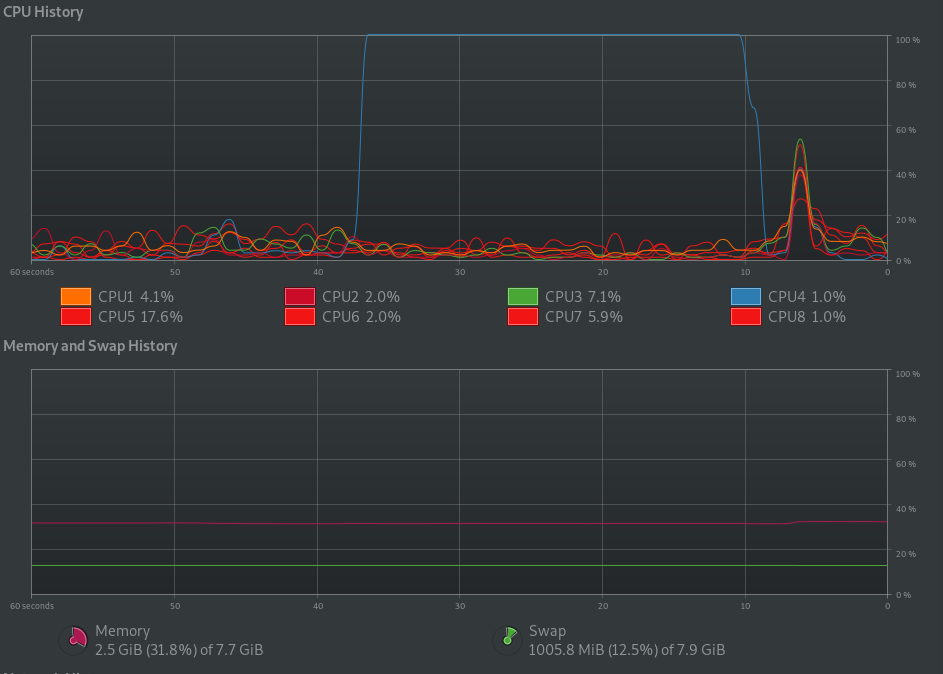 CPU History
100 %
80 %
60 %
40 %
20 %
0 %
60 seconds 50 40 30 20 10 0
CPU1 4.1% CPU2 2.0% CPU3 7.1% CPU4 1.0%
CPU5 17.6% CPU6 2.0% CPU7 5.9% CPU8 1.0%
Memory and Swap History
100 %
80 %
60 %
40 %
20 %
0 %
60 seconds 50 40 30 20 10 0
Memory Swap
2.5 GiB (31.8%) of 7.7 GiB 1005.8 MiB (12.5%) of 7.9 GiB